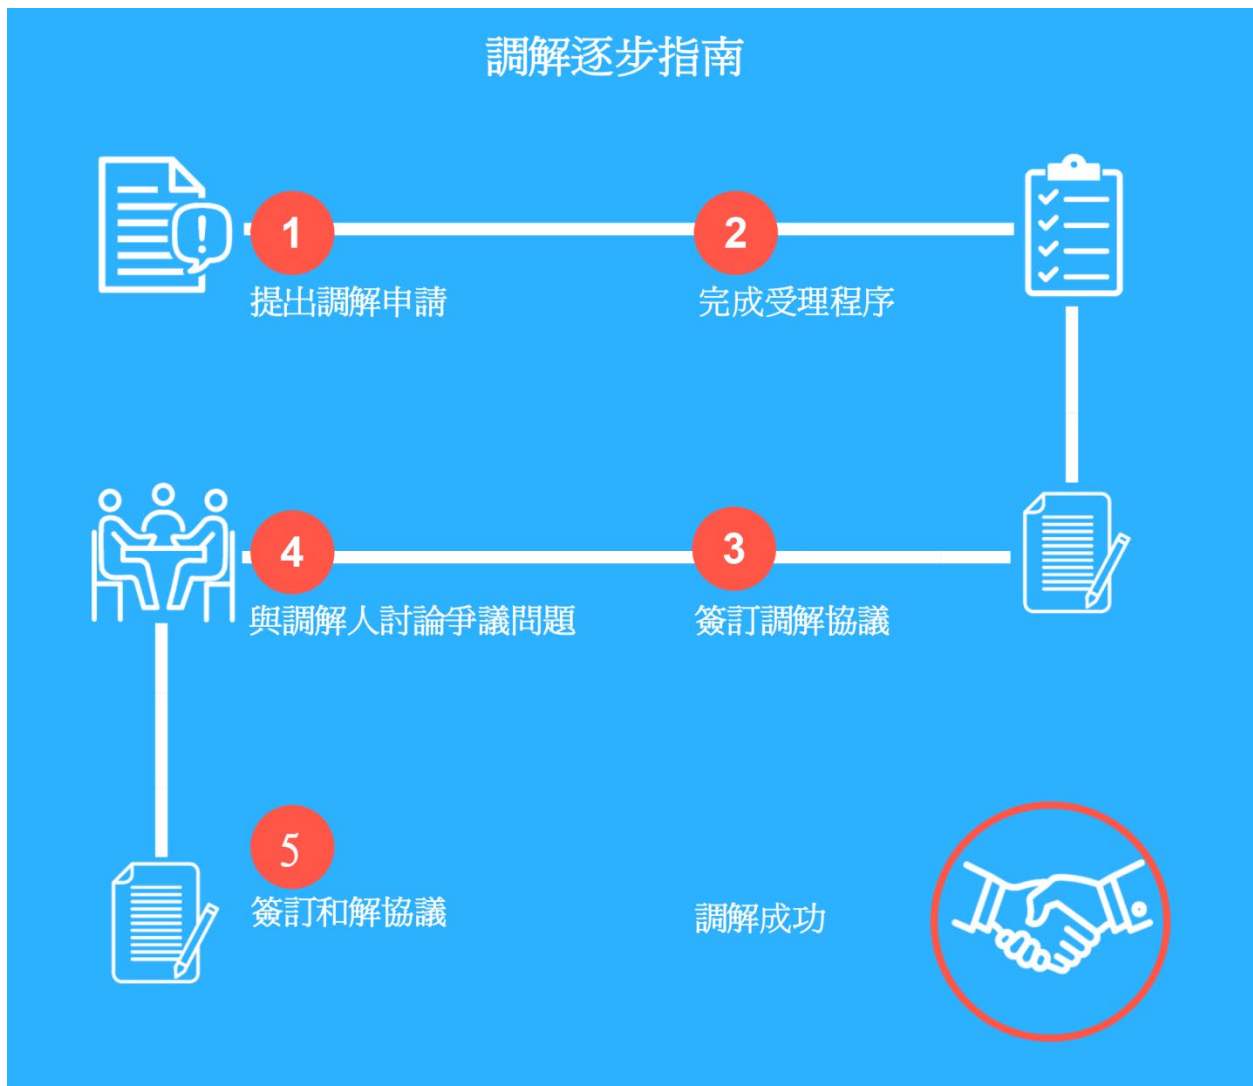 調解逐步指南
1
提出調解申請
2
完成受理程序
3
簽訂調解協議
4
與調解人討論爭議問題
5
簽訂和解協議
調解成功